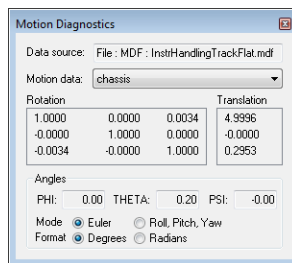 Motion Diagnostics
Data source: File : MDF : InstrHandlingTrackFlat.mdf
Motion data: chassis
Rotation Translation
1.0000 0.0000 0.0034 4.9996
-0.0000 1.0000 0.0000 -0.0000
-0.0034 -0.0000 1.0000 0.2953
Angles
PHI: 0.00 THETA: 0.20 PSI: -0.00
Mode Euler Roll, Pitch, Yaw
Format Degrees Radians